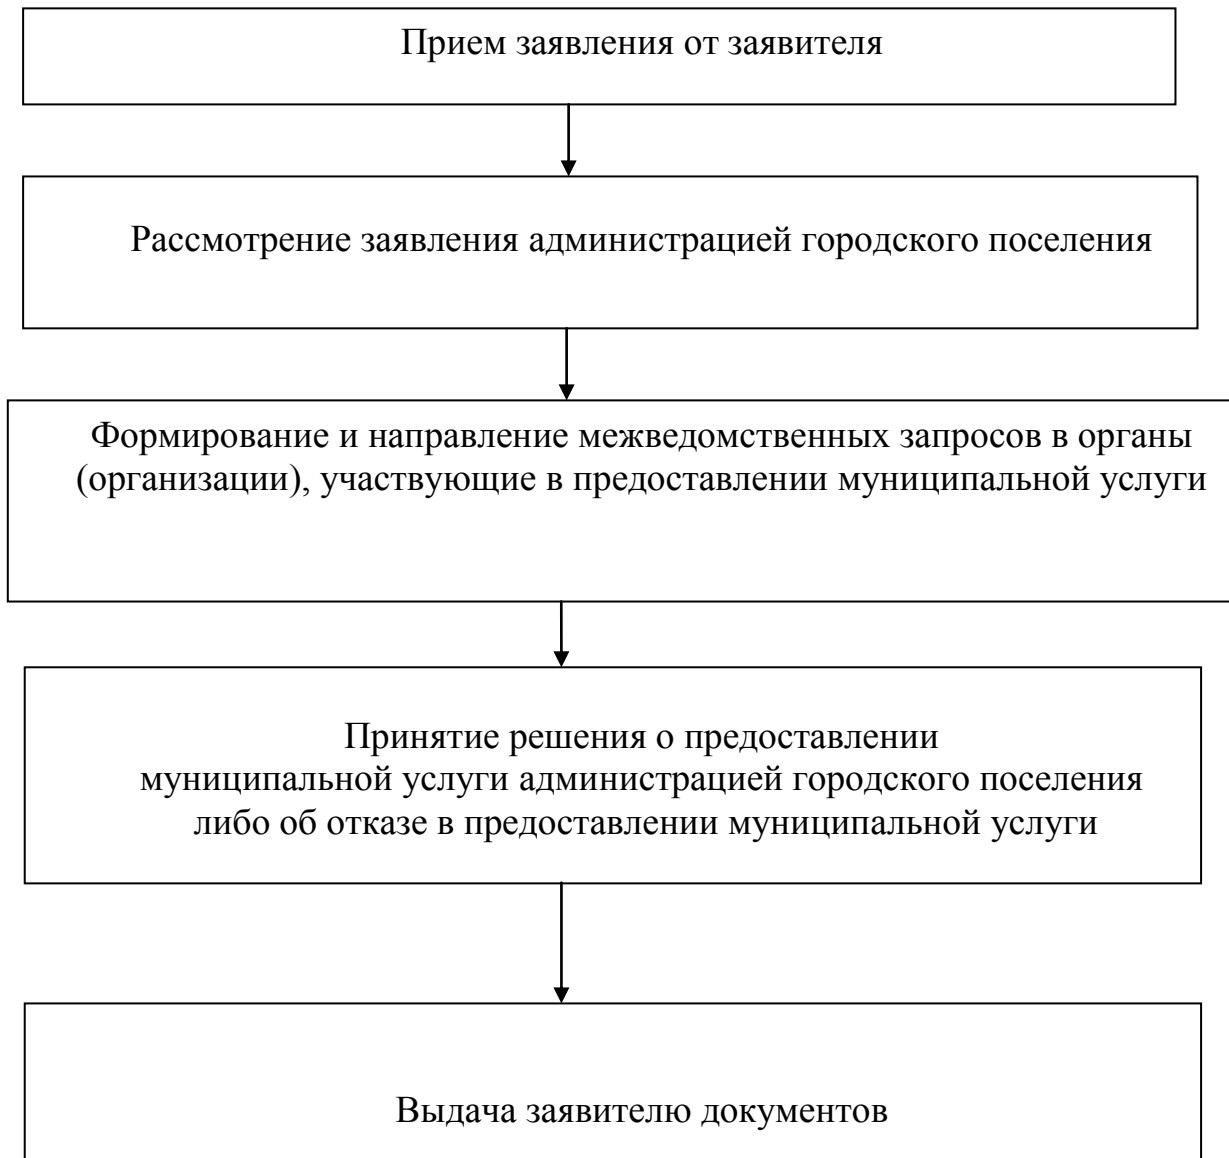 Прием заявления от заявителя
Рассмотрение заявления администрацией городского поселения
Формирование и направление межведомственных запросов в органы
(организации), участвующие в предоставлении муниципальной услуги
Принятие решения о предоставлении
муниципальной услуги администрацией городского поселения
либо об отказе в предоставлении муниципальной услуги
Выдача заявителю документов